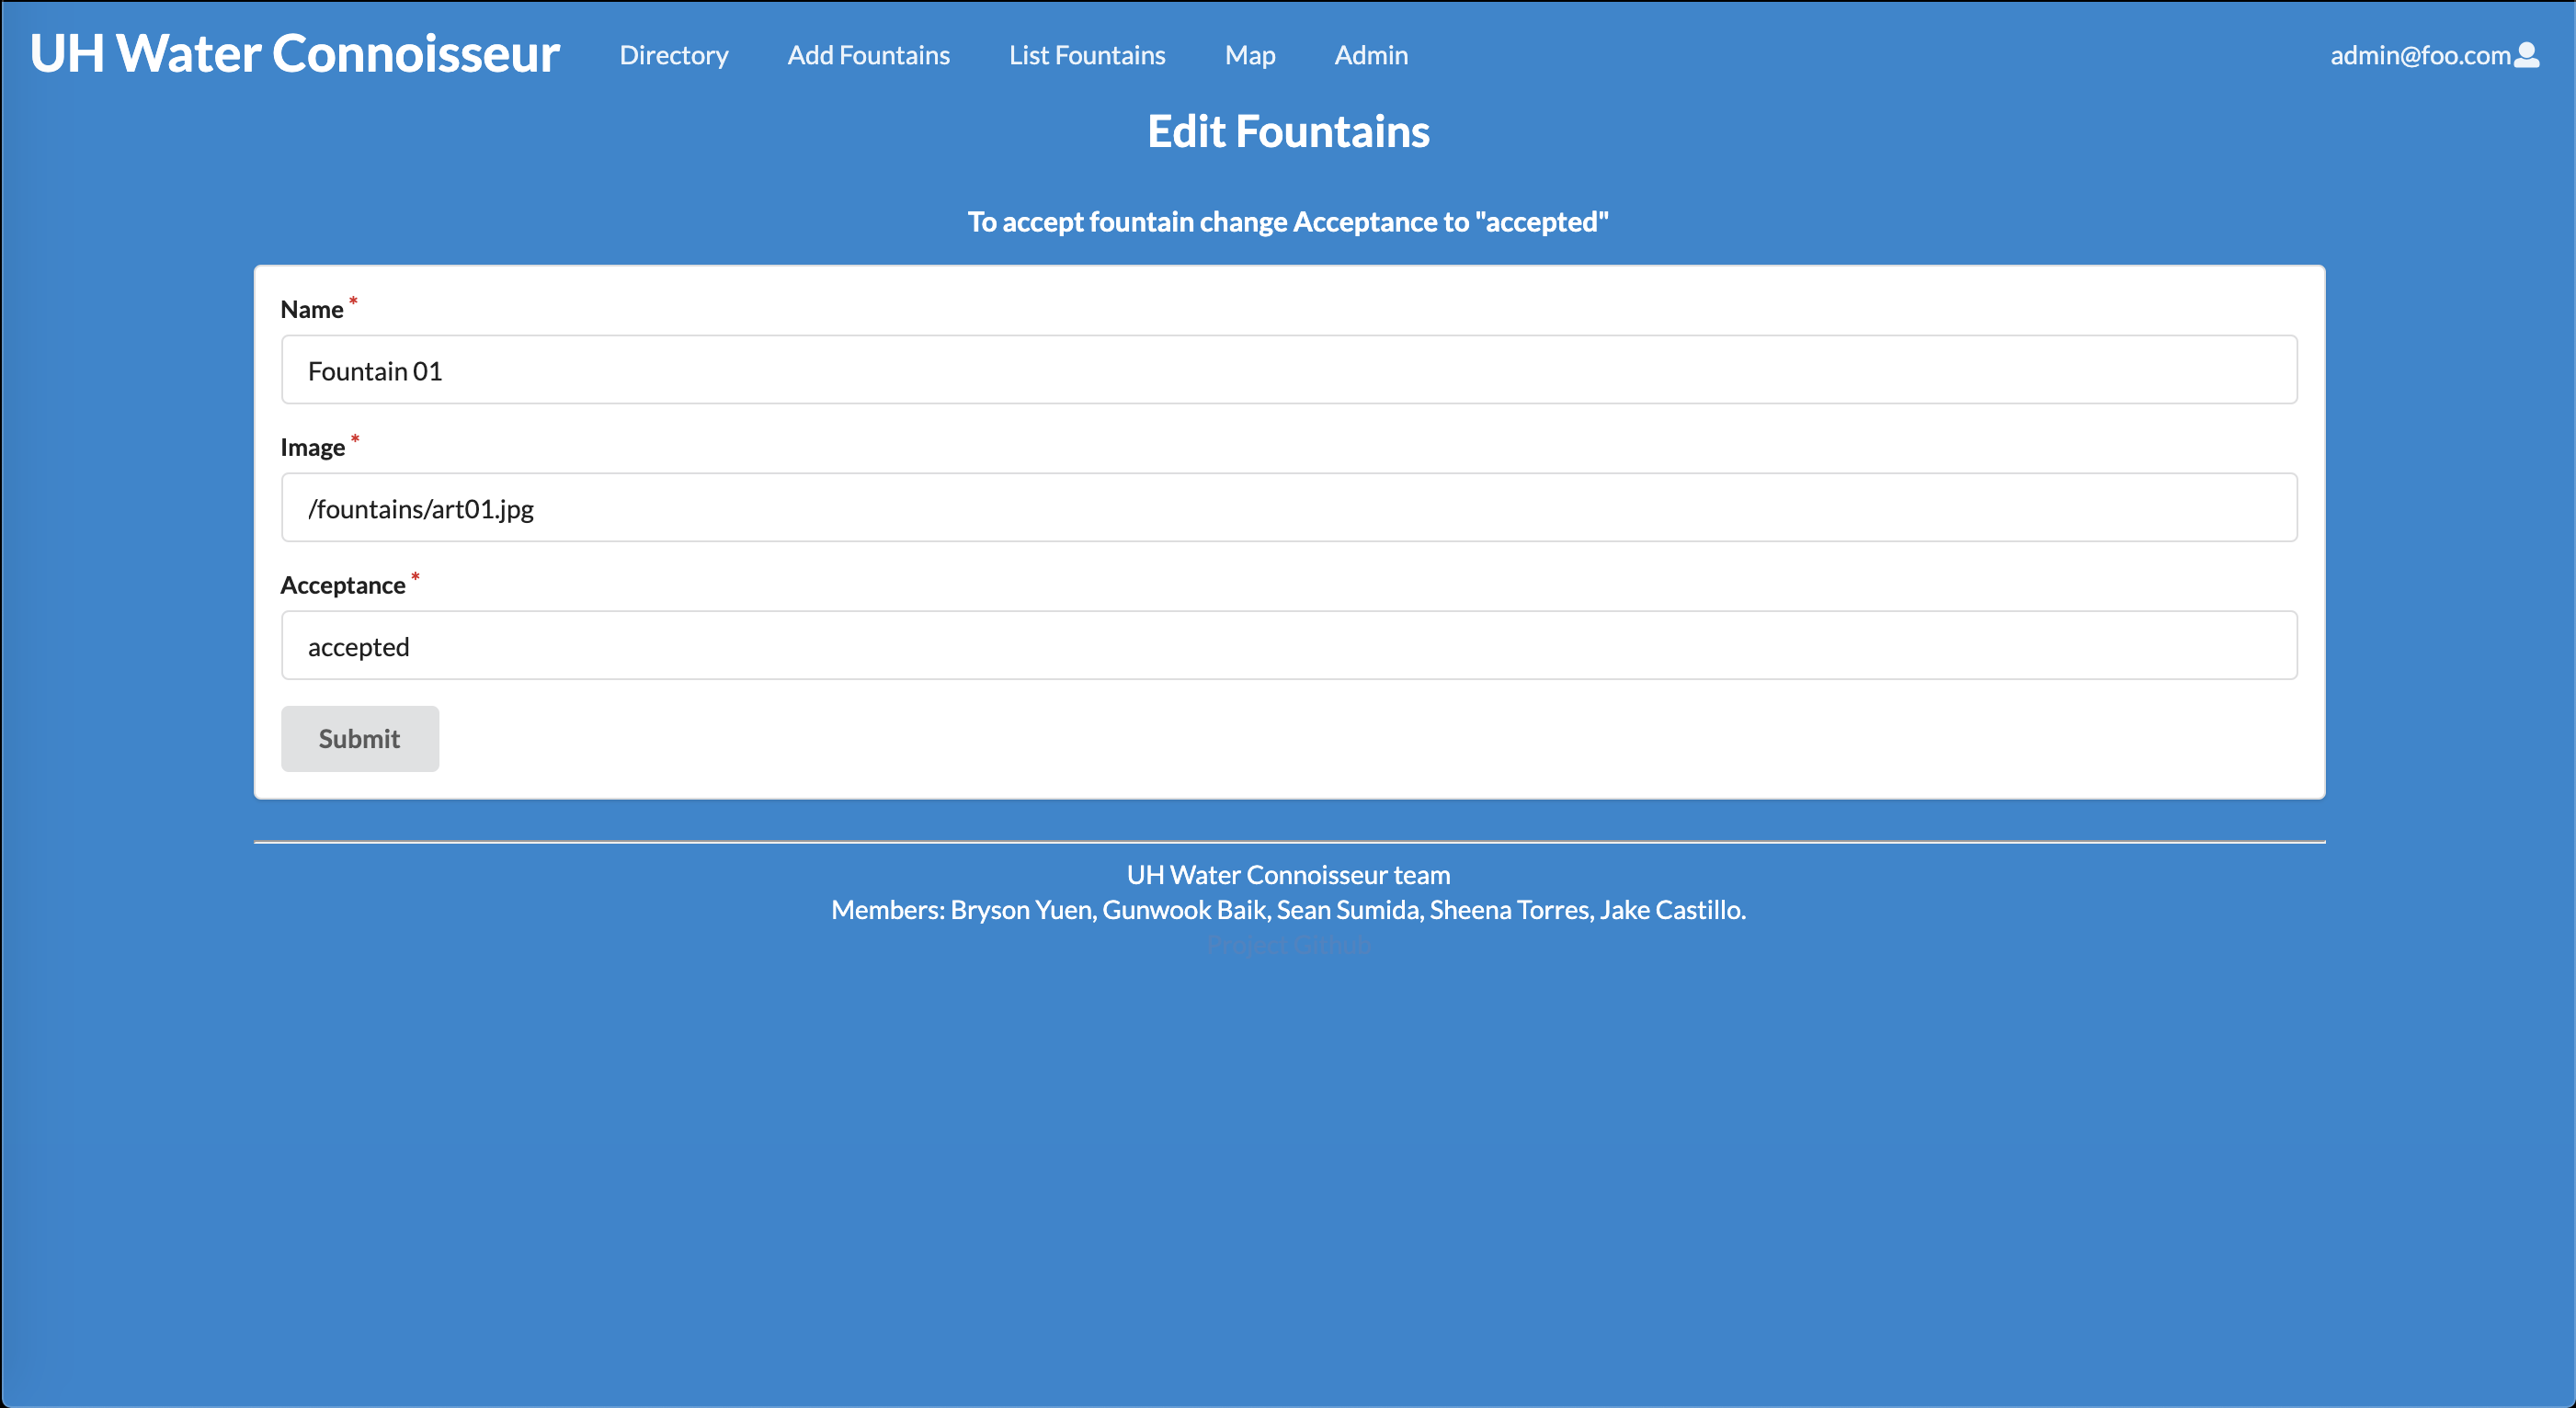 UH Water Connoisseur Directory Add Fountains List Fountains Map Admin admin@foo.com
Edit Fountains
To accept fountain change Acceptance to "accepted"
Name *
Fountain 01
Image *
/fountains/art01.jpg
Acceptance *
accepted
Submit
UH Water Connoisseur team
Members: Bryson Yuen, Gunwook Baik, Sean Sumida, Sheena Torres, Jake Castillo.
Project Github